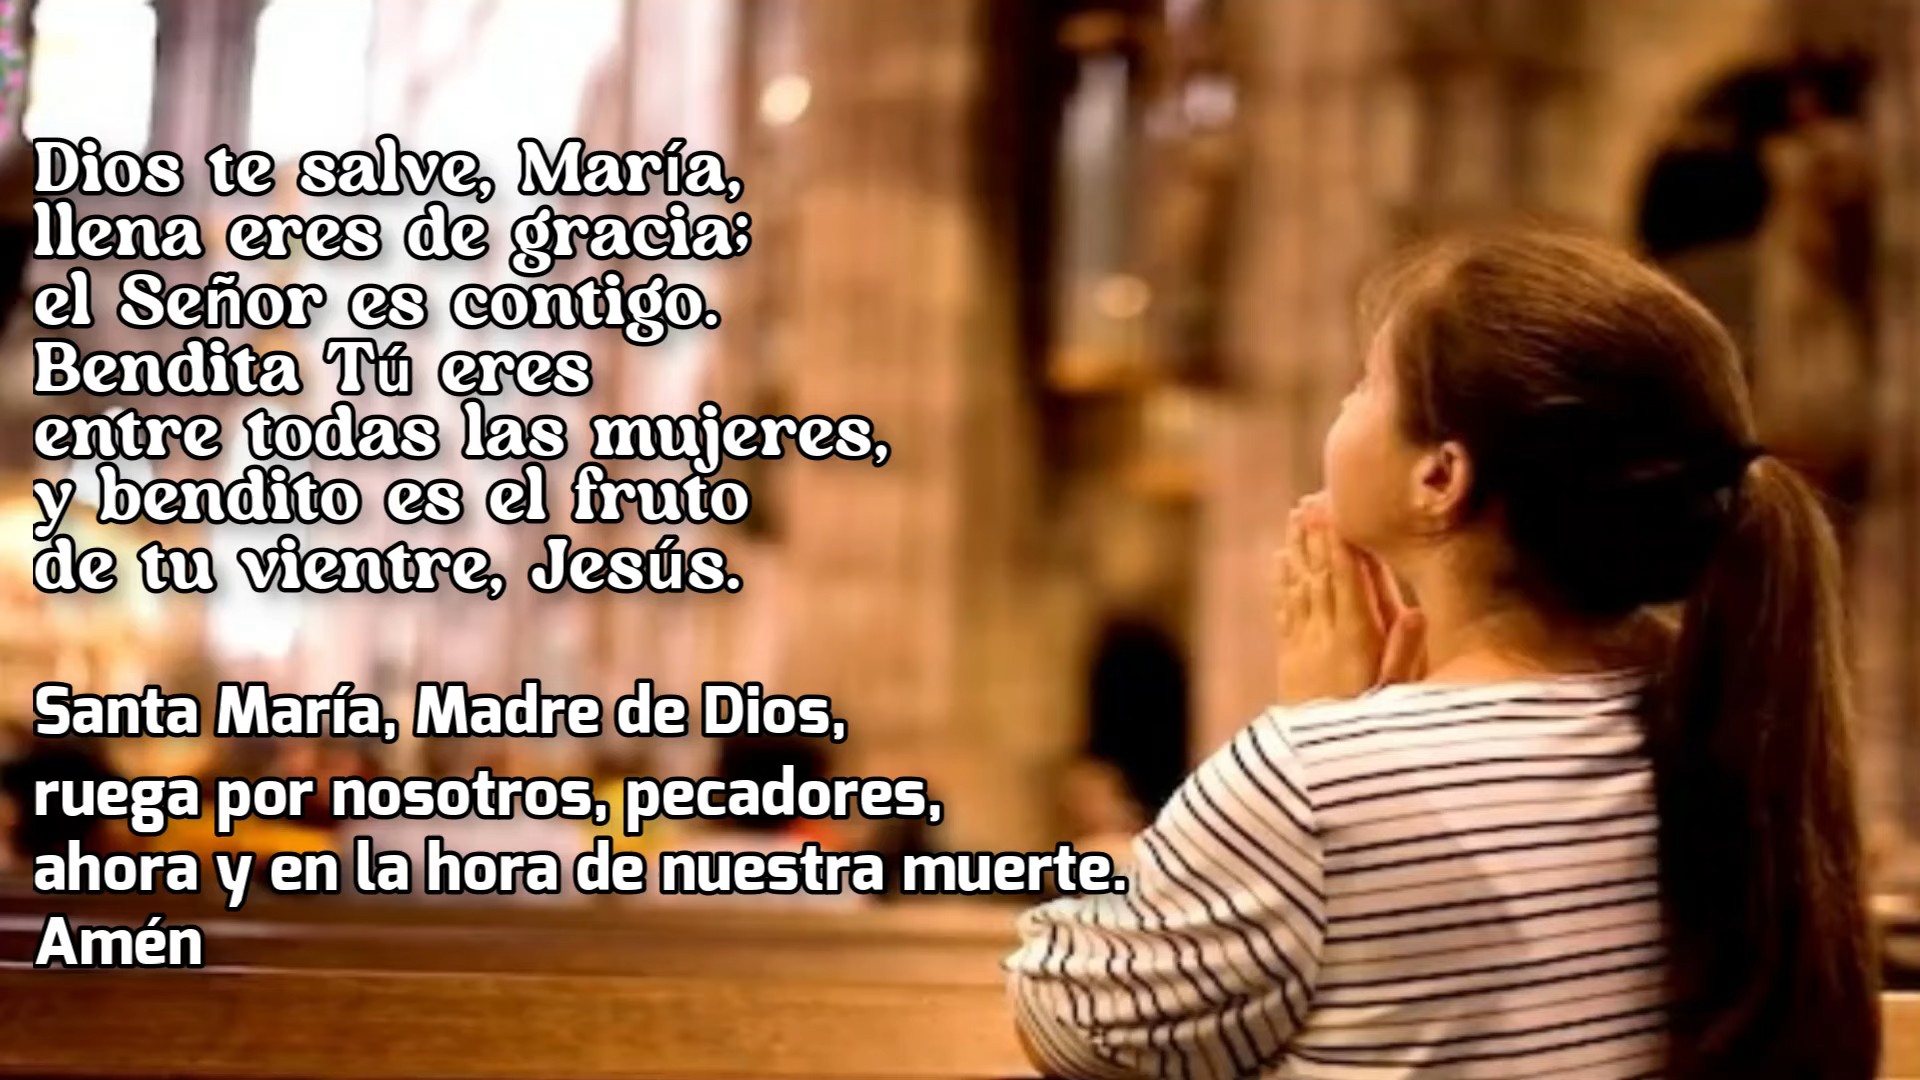 Dios te salve, María,
llena eres de gracia;
el Señor es contigo.
Bendita Tú eres
entre todas las mujeres,
y bendito es el fruto
de tu vientre, Jesús.
Santa María, Madre de Dios,
ruega por nosotros, pecadores,
ahora y en la hora de nuestra muerte.
Amén